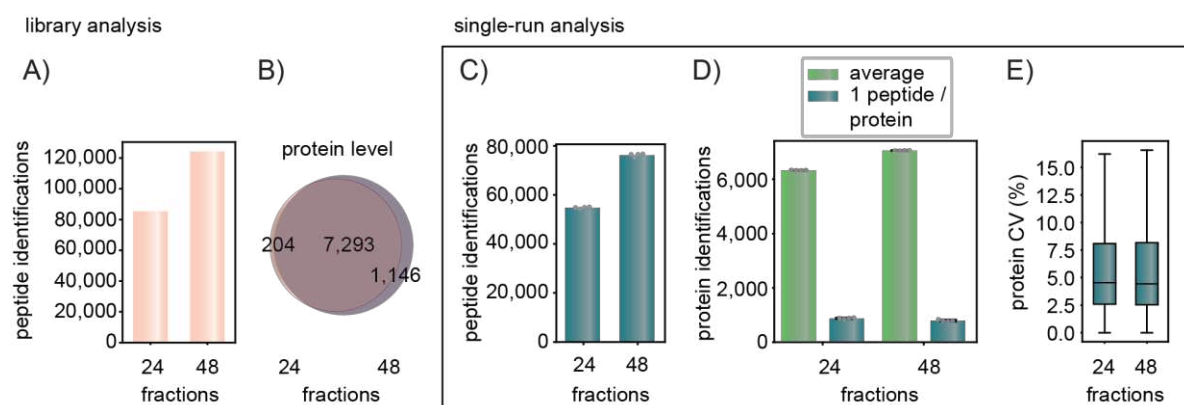 library analysis
single-run analysis
A)
peptide identifications
120,000
100,000
80,000
60,000
40,000
20,000
0
24
48
fractions
B)
protein level
204
7,293
1,146
24
48
fractions
C)
peptide identifications
80,000
60,000
40,000
20,000
0
24
48
fractions
D)
average
1 peptide /
protein
protein identifications
6,000
4,000
2,000
0
24
48
fractions
E)
protein CV (%)
15.0
12.5
10.0
7.5
5.0
2.5
0.0
24
48
fractions